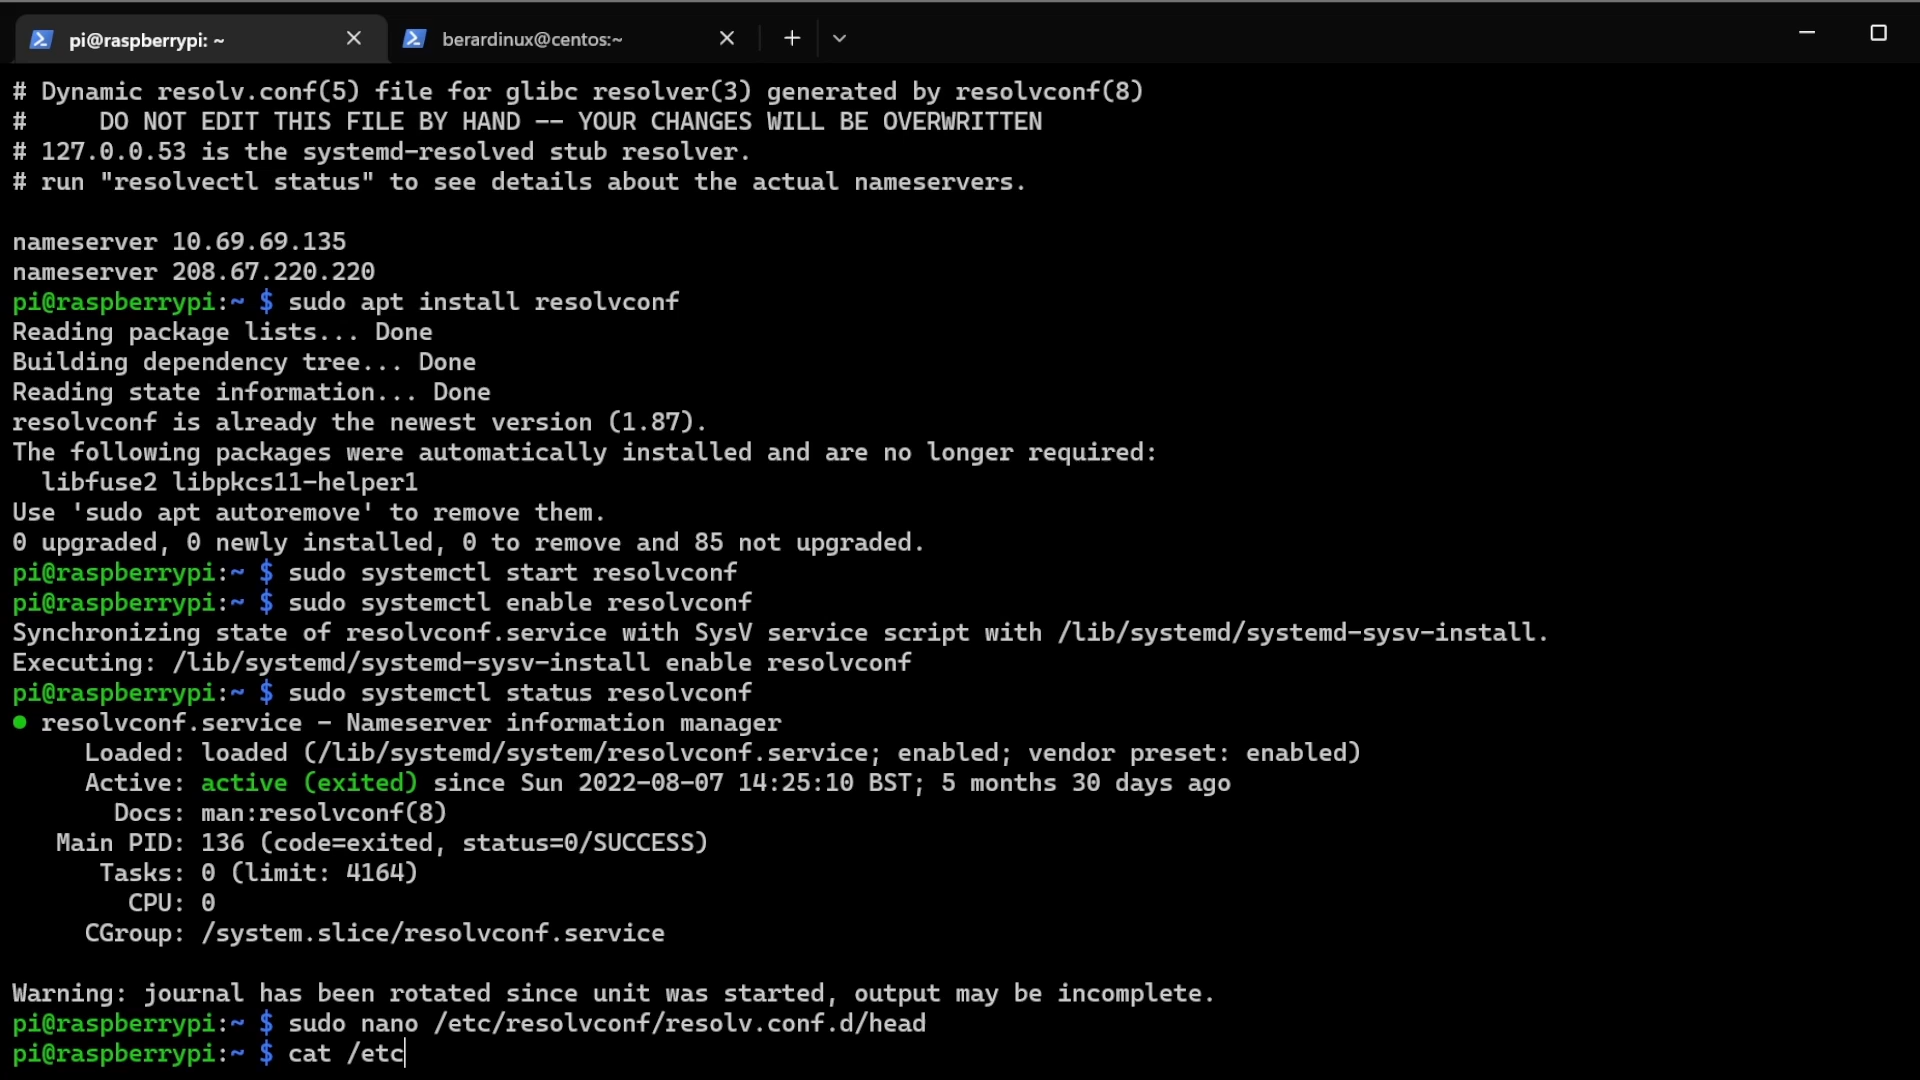 pi@raspberrypi: ~
berardinux@centos:~
# Dynamic resolv.conf(5) file for glibc resolver(3) generated by resolvconf(8)
#     DO NOT EDIT THIS FILE BY HAND -- YOUR CHANGES WILL BE OVERWRITTEN
# 127.0.0.53 is the systemd-resolved stub resolver.
# run "resolvectl status" to see details about the actual nameservers.

nameserver 10.69.69.135
nameserver 208.67.220.220
pi@raspberrypi:~ $ sudo apt install resolvconf
Reading package lists... Done
Building dependency tree... Done
Reading state information... Done
resolvconf is already the newest version (1.87).
The following packages were automatically installed and are no longer required:
  libfuse2 libpkcs11-helper1
Use 'sudo apt autoremove' to remove them.
0 upgraded, 0 newly installed, 0 to remove and 85 not upgraded.
pi@raspberrypi:~ $ sudo systemctl start resolvconf
pi@raspberrypi:~ $ sudo systemctl enable resolvconf
Synchronizing state of resolvconf.service with SysV service script with /lib/systemd/systemd-sysv-install.
Executing: /lib/systemd/systemd-sysv-install enable resolvconf
pi@raspberrypi:~ $ sudo systemctl status resolvconf
● resolvconf.service - Nameserver information manager
     Loaded: loaded (/lib/systemd/system/resolvconf.service; enabled; vendor preset: enabled)
     Active: active (exited) since Sun 2022-08-07 14:25:10 BST; 5 months 30 days ago
       Docs: man:resolvconf(8)
   Main PID: 136 (code=exited, status=0/SUCCESS)
      Tasks: 0 (limit: 4164)
        CPU: 0
     CGroup: /system.slice/resolvconf.service

Warning: journal has been rotated since unit was started, output may be incomplete.
pi@raspberrypi:~ $ sudo nano /etc/resolvconf/resolv.conf.d/head
pi@raspberrypi:~ $ cat /etc